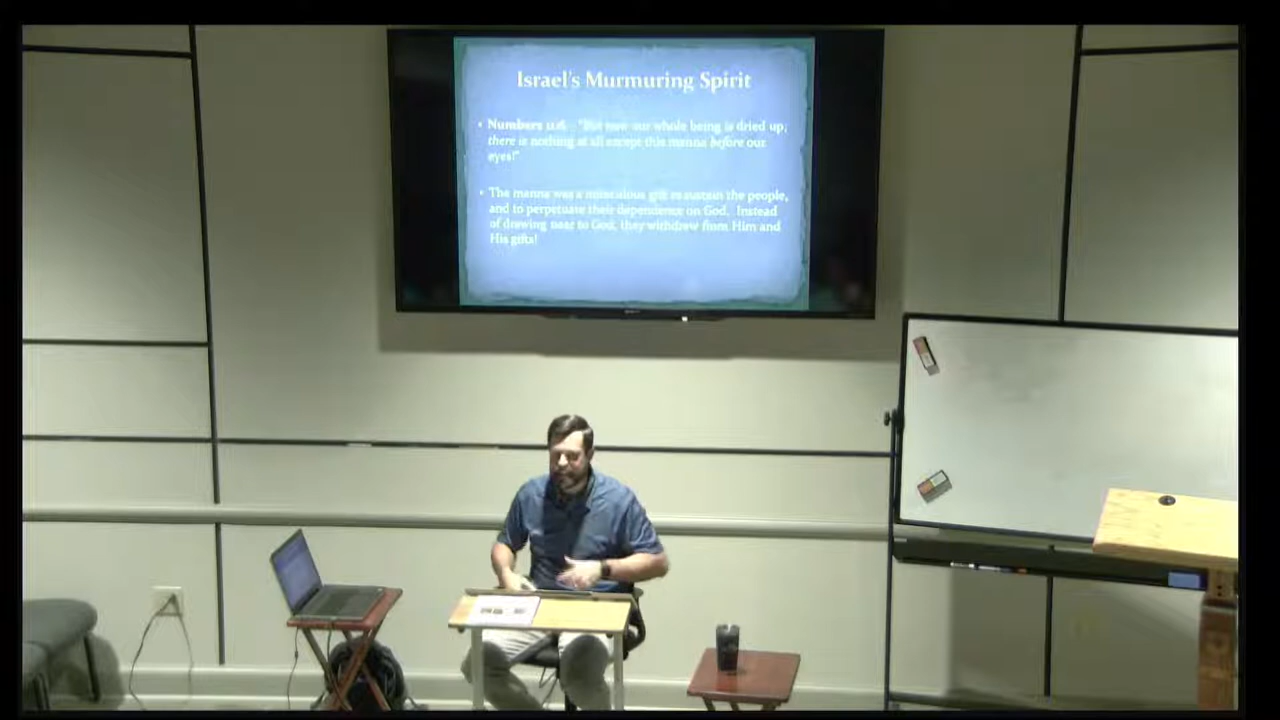 Israel's Murmuring Spirit
• Numbers 11:6 "But now our whole being is dried up;
there is nothing at all except this manna before our
eyes!"
• The manna was a miraculous gift to sustain the people,
and to perpetuate their dependence on God. Instead
of drawing near to God, they withdrew from Him and
His gifts!